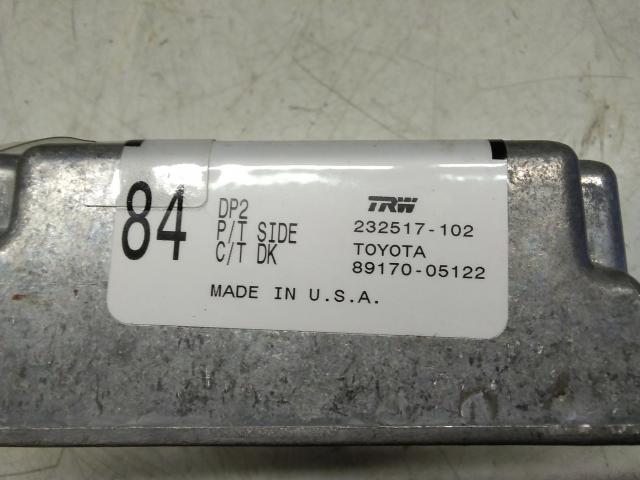 84
DP2
P/T SIDE
C/T DK
TRW
232517-102
TOYOTA
89170-05122
MADE IN U.S.A.